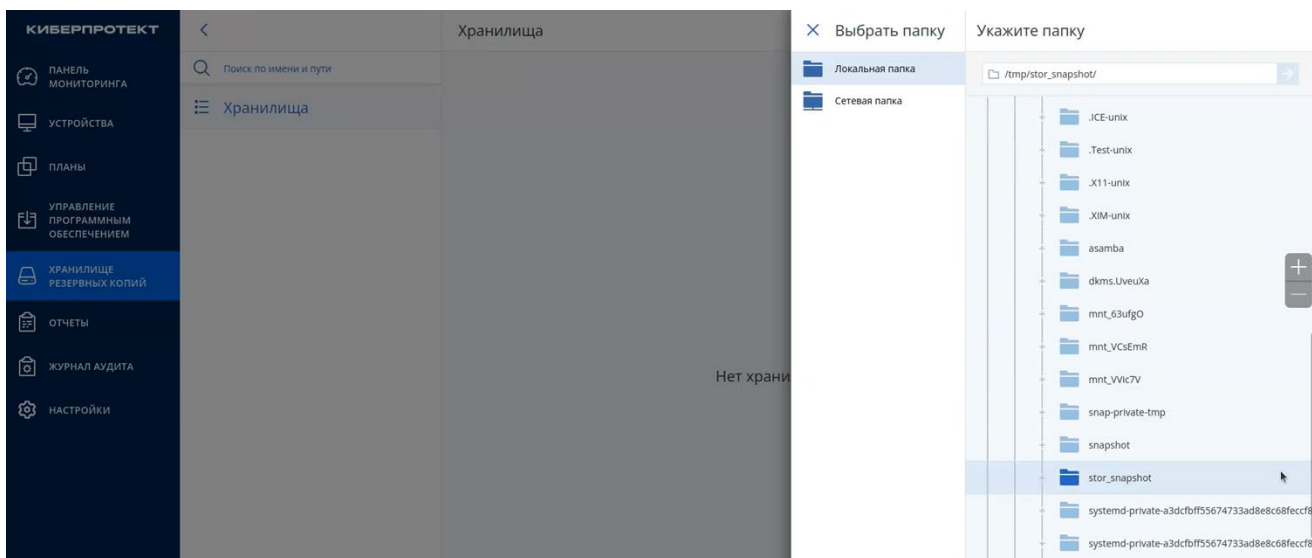 КИБЕРПРОТЕКТ
ПАНЕЛЬ
МОНИТОРИНГА
УСТРОЙСТВА
ПЛАНЫ
УПРАВЛЕНИЕ
ПРОГРАММНЫМ
ОБЕСПЕЧЕНИЕМ
ХРАНИЛИЩЕ
РЕЗЕРВНЫХ КОПИЙ
ОТЧЕТЫ
ЖУРНАЛ АУДИТА
НАСТРОЙКИ
Поиск по имени и пути
Хранилища
Хранилища
Нет храни
Выбрать папку
Локальная папка
Сетевая папка
Укажите папку
/tmp/stor_snapshot/
.ICE-unix
.Test-unix
.X11-unix
.XIM-unix
asamba
dkms.UveuXa
mnt_63ufgO
mnt_VCsEmR
mnt_VVic7V
snap-private-tmp
snapshot
stor_snapshot
systemd-private-a3dcfbff55674733ad8e8c68feccf8
systemd-private-a3dcfbff55674733ad8e8c68feccf8